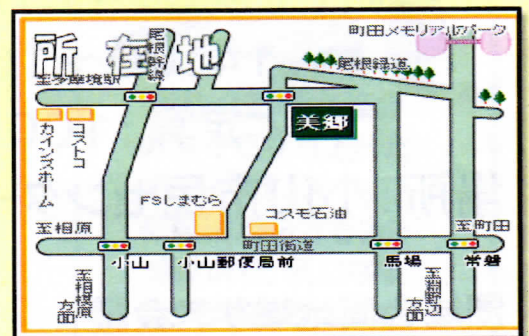 所在地
町田メモリアルパーク
尾根幹線
尾根緑道
至多摩境駅
美郷
カインズホーム
コストコ
FSしまむら
コスモ石油
至相原
町田街道
至町田
小山
小山郵便局前
馬場
常磐
至相模原方面
至淵野辺方面